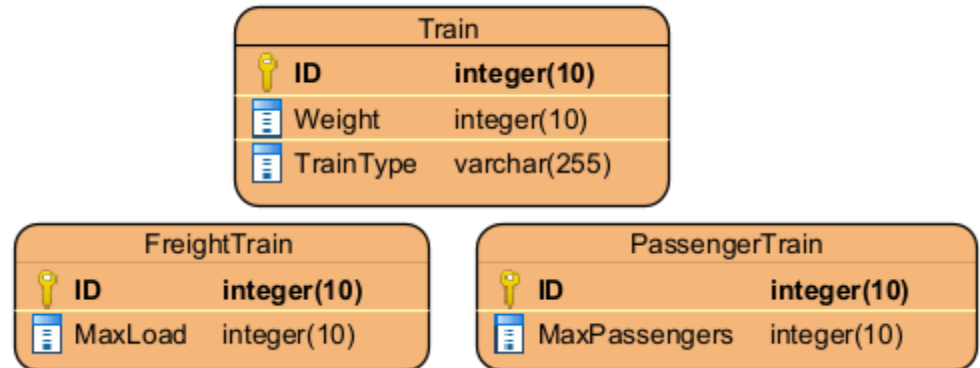 Train
ID integer(10)
Weight integer(10)
TrainType varchar(255)
FreightTrain
ID integer(10)
MaxLoad integer(10)
PassengerTrain
ID integer(10)
MaxPassengers integer(10)